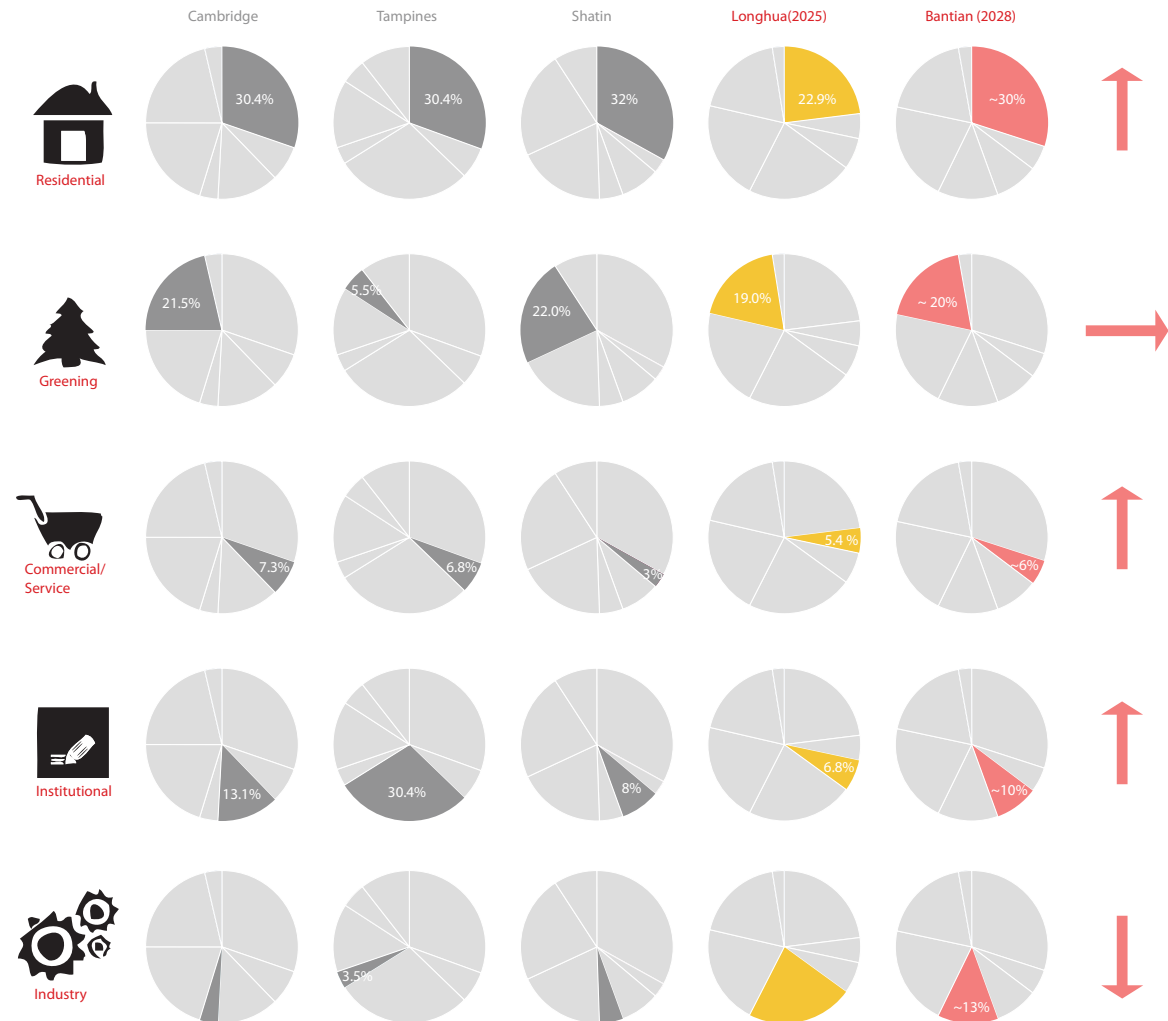 Cambridge
Tampines
Shatin
Longhua(2025)
Bantian (2028)
30.4%
30.4%
32%
22.9%
~30%
Residential
21.5%
5.5%
22.0%
19.0%
~ 20%
Greening
7.3%
6.8%
3%
5.4 %
~6%
Commercial/
Service
13.1%
30.4%
8%
6.8%
~10%
Institutional
3.5%
~13%
Industry